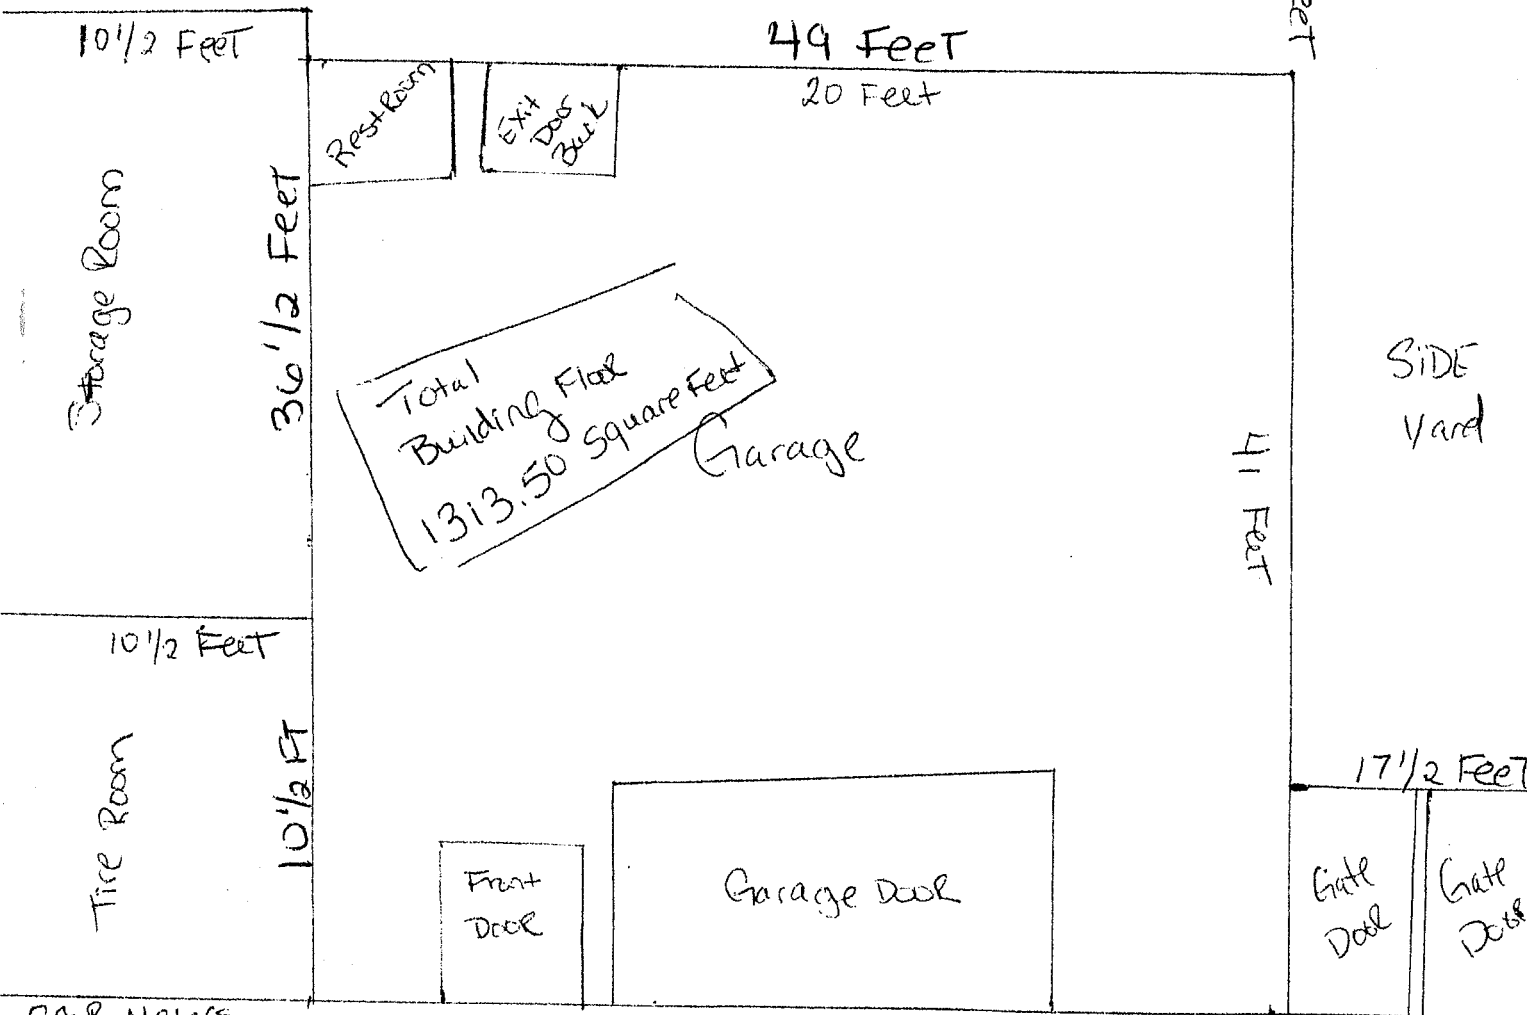 10 1/2 Feet
49 Feet
20 Feet
RestRoom
Exit
Door
Back
Storage Room
36 1/2 Feet
Total
Building Floor
1313.50 Square Feet
Garage
41 Feet
SIDE
Yard
10 1/2 Feet
Tire Room
10 1/2 FT
Front
Door
Garage Door
17 1/2 Feet
Gate
Door
Gate
Door